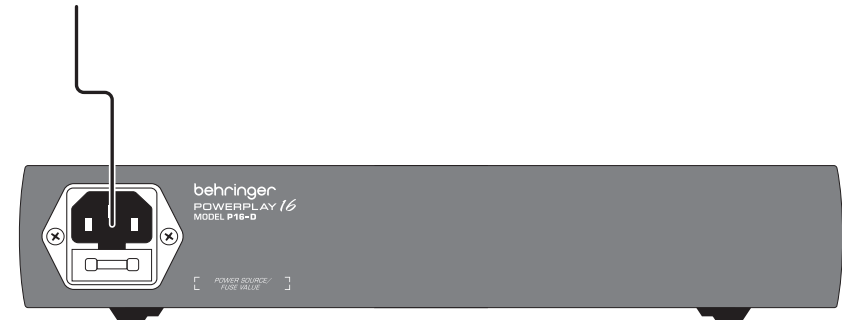 behringer
POWERPLAY 16
MODEL P16-D
POWER SOURCE/
FUSE VALUE